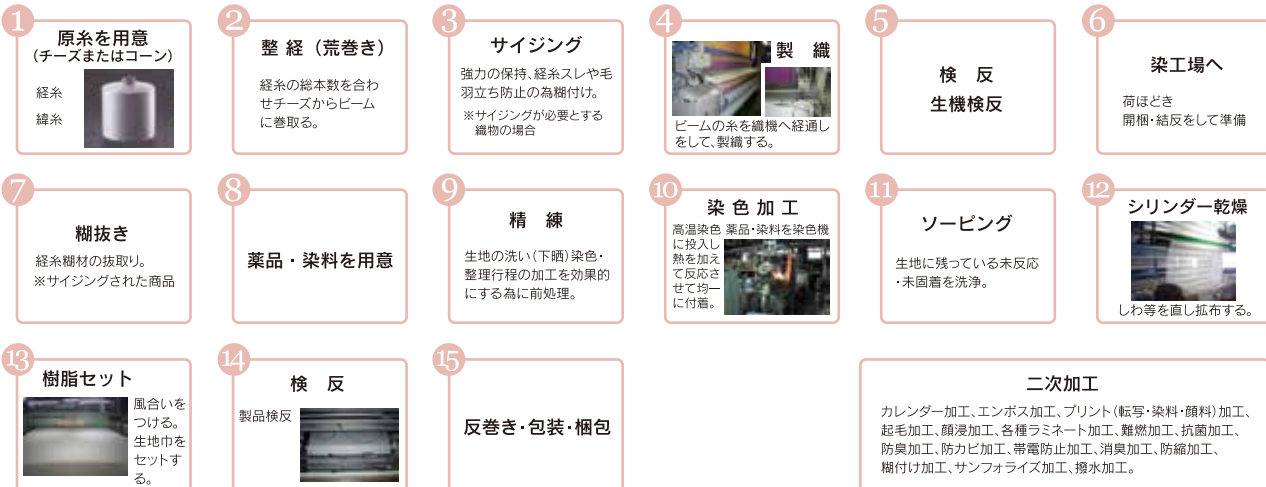 1
原糸を用意
(チーズまたはコーン)
経糸
緯糸
2
整 経（荒巻き）
経糸の総本数を合わ
せチーズからビーム
に巻取る。
3
サイジング
強力の保持、経糸スレや毛
羽立ち防止の為糊付け。
※サイジングが必要とする
織物の場合
4
製 織
ビームの糸を織機へ経通し
をして、製織する。
5
検 反
生機検反
6
染工場へ
荷ほどき
開梱・結反をして準備
7
糊抜き
経糸糊材の抜取り。
※サイジングされた商品
8
薬品・染料を用意
9
精 練
生地の洗い(下晒)染色・
整理行程の加工を効果的
にする為に前処理。
10
染 色 加 工
高温染色 薬品・染料を染色機
に投入し
熱を加え
て反応さ
せて均一
に付着。
11
ソーピング
生地に残っている未反応
・未固着を洗浄。
12
シリンダー乾燥
しわ等を直し拡布する。
13
樹脂セット
風合いを
つける。
生地巾を
セットす
る。
14
検 反
製品検反
15
反巻き・包装・梱包
二次加工
カレンダー加工、エンボス加工、プリント(転写・染料・顔料)加工、
起毛加工、顔浸加工、各種ラミネート加工、難燃加工、抗菌加工、
防臭加工、防カビ加工、帯電防止加工、消臭加工、防縮加工、
糊付け加工、サンフォライズ加工、撥水加工。